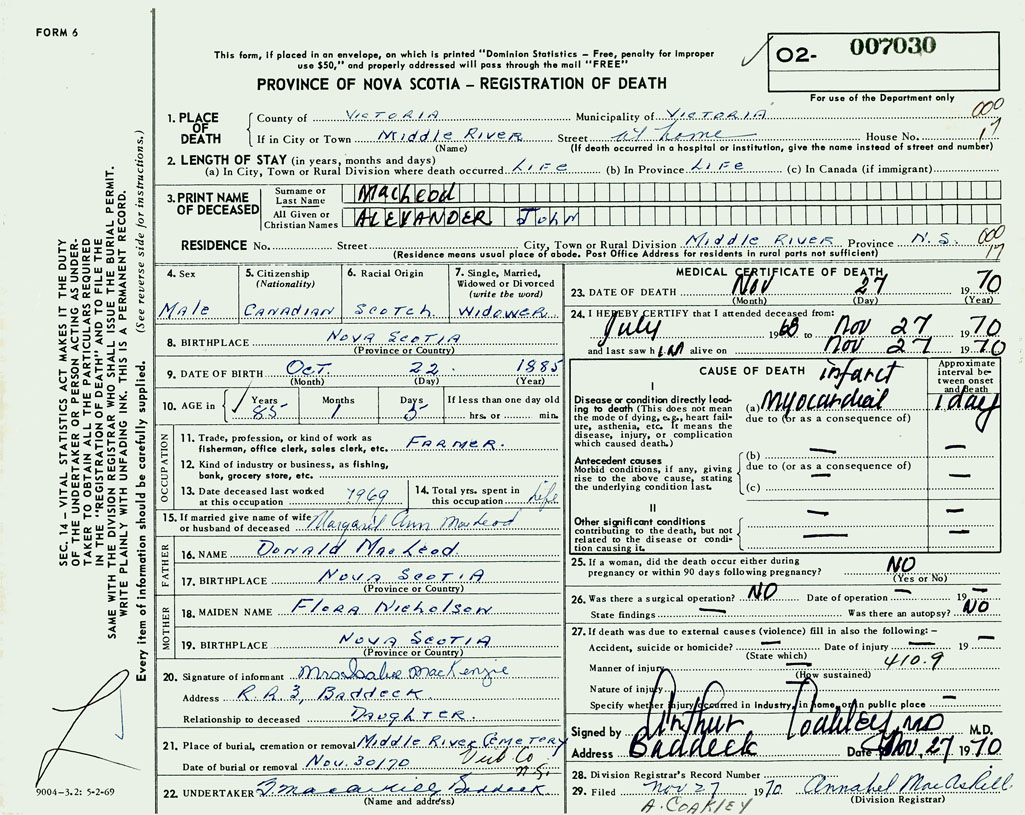 FORM 6
This form, if placed in an envelope, on which is printed "Dominion Statistics – Free, penalty for improper
use $50," and properly addressed will pass through the mail "FREE"
PROVINCE OF NOVA SCOTIA – REGISTRATION OF DEATH
O2- 007030
For use of the Department only
1. PLACE OF DEATH
County of VICTORIA Municipality of VICTORIA 000
If in City or Town MIDDLE RIVER Street at home House No. 17
(Name) (If death occurred in a hospital or institution, give the name instead of street and number)
2. LENGTH OF STAY (in years, months and days)
(a) In City, Town or Rural Division where death occurred LIFE (b) In Province LIFE (c) In Canada (if immigrant)
3. PRINT NAME OF DECEASED
Surname or Last Name MacLeod
All Given or Christian Names ALEXANDER John
RESIDENCE No. Street City, Town or Rural Division Middle River Province N.S. 000
(Residence means usual place of abode. Post Office Address for residents in rural parts not sufficient) 17
SEC. 14 – VITAL STATISTICS ACT MAKES IT THE DUTY
OF THE UNDERTAKER OR PERSON ACTING AS UNDER-
TAKER TO OBTAIN ALL THE PARTICULARS REQUIRED
IN THE "REGISTRATION OF DEATH" AND TO FILE THE
SAME WITH THE DIVISION REGISTRAR WHO SHALL ISSUE THE BURIAL PERMIT.
WRITE PLAINLY WITH UNFADING INK. THIS IS A PERMANENT RECORD.
Every item of information should be carefully supplied. (See reverse side for instructions.)
4. Sex Male
5. Citizenship (Nationality) CANADIAN
6. Racial Origin SCOTCH
7. Single, Married, Widowed or Divorced (write the word) WIDOWER
8. BIRTHPLACE NOVA SCOTIA
(Province or Country)
9. DATE OF BIRTH OCT. 22 1885
(Month) (Day) (Year)
10. AGE in Years 85 Months 1 Days 5 If less than one day old
hrs. or min.
OCCUPATION
11. Trade, profession, or kind of work as
fisherman, office clerk, sales clerk, etc. FARMER.
12. Kind of industry or business, as fishing,
bank, grocery store, etc.
13. Date deceased last worked at this occupation 1969
14. Total yrs. spent in this occupation Life
15. If married give name of wife
or husband of deceased Margaret Ann MacLeod
FATHER
16. NAME Donald MacLeod
17. BIRTHPLACE NOVA SCOTIA
(Province or Country)
MOTHER
18. MAIDEN NAME Flora Nicholson
19. BIRTHPLACE NOVA SCOTIA
(Province or Country)
20. Signature of informant MacKenzie
Address R.R.3, Baddeck
Relationship to deceased DAUGHTER.
21. Place of burial, cremation or removal Middle River Cemetery
Date of burial or removal Nov. 30/70 Vict Co N.S.
22. UNDERTAKER Baddeck
(Name and address)
9004–3.2: 5-2-69
MEDICAL CERTIFICATE OF DEATH
23. DATE OF DEATH Nov 27 1970
(Month) (Day) (Year)
24. I HEREBY CERTIFY that I attended deceased from:
July 1968 to Nov 27 1970
and last saw him alive on Nov 27 1970
CAUSE OF DEATH
Approximate interval between onset and death
I
Disease or condition directly leading to death (This does not mean
the mode of dying, e.g., heart failure, asthenia, etc. It means the
disease, injury, or complication which caused death.)
(a) Myocardial infarct 1 day
due to (or as a consequence of)
Antecedent causes
Morbid conditions, if any, giving rise to the above cause, stating
the underlying condition last.
(b) — —
due to (or as a consequence of)
(c) — —
II
Other significant conditions
contributing to the death, but not related to the disease or condition causing it. — —
25. If a woman, did the death occur either during
pregnancy or within 90 days following pregnancy? NO
(Yes or No)
26. Was there a surgical operation? NO Date of operation — 19 —
State findings — Was there an autopsy? NO
27. If death was due to external causes (violence) fill in also the following: –
Accident, suicide or homicide? — Date of injury — 19 —
(State which)
Manner of injury — 410.9
(How sustained)
Nature of injury
Specify whether injury occurred in industry, in home, or in public place —
Signed by Arthur Coakley MD M.D.
Address Baddeck Date Nov. 27 1970
28. Division Registrar's Record Number
29. Filed Nov 27 1970 Annabel MacAskill
(Division Registrar)
A. COAKLEY